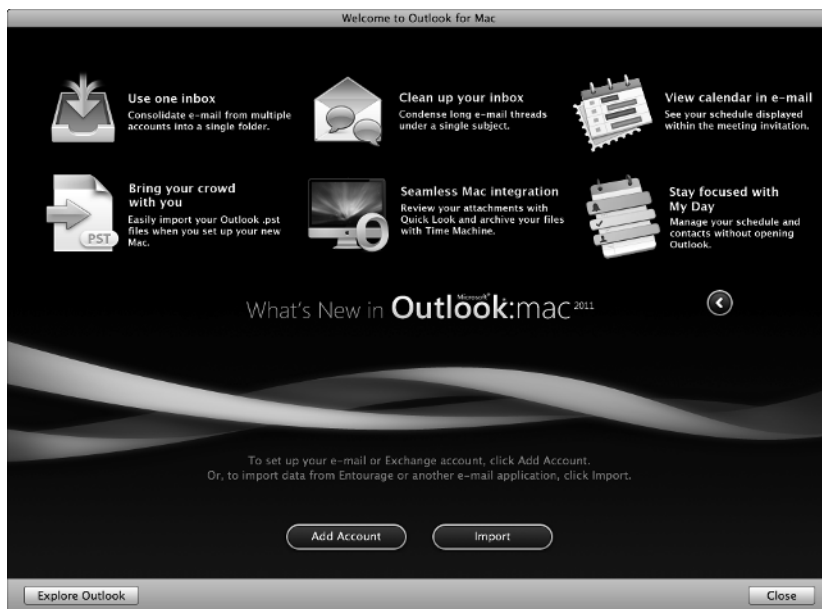 Welcome to Outlook for Mac
Use one inbox
Consolidate e-mail from multiple
accounts into a single folder.
Clean up your inbox
Condense long e-mail threads
under a single subject.
View calendar in e-mail
See your schedule displayed
within the meeting invitation.
Bring your crowd
with you
Easily import your Outlook .pst
files when you set up your new
Mac.
PST
Seamless Mac integration
Review your attachments with
Quick Look and archive your files
with Time Machine.
Stay focused with
My Day
Manage your schedule and
contacts without opening
Outlook.
What's New in Microsoft® Outlook:mac 2011
To set up your e-mail or Exchange account, click Add Account.
Or, to import data from Entourage or another e-mail application, click Import.
Add Account
Import
Explore Outlook
Close